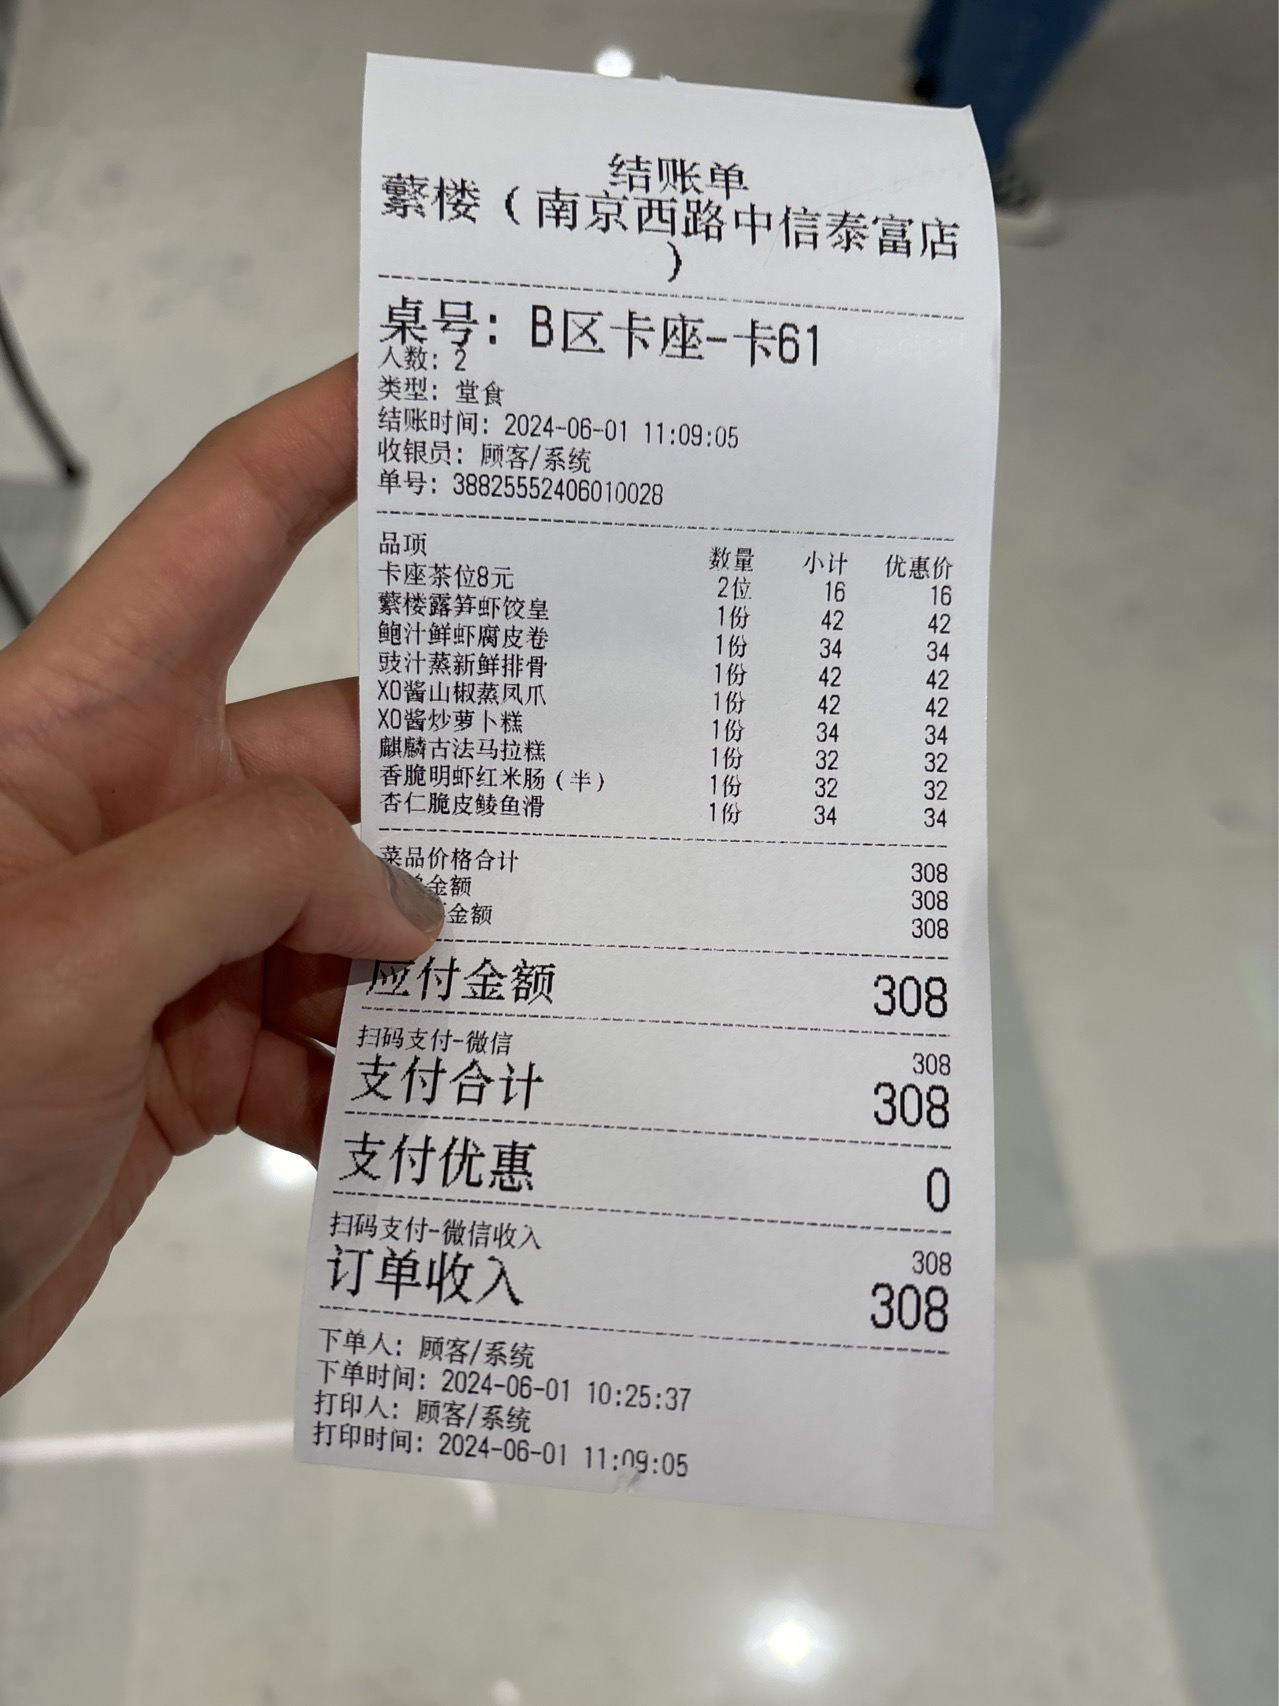 结账单
蘩楼（南京西路中信泰富店
）
桌号：B区卡座-卡61
人数：2
类型：堂食
结账时间：2024-06-01 11:09:05
收银员：顾客/系统
单号：38825552406010028
品项 数量 小计 优惠价
卡座茶位8元 2位 16 16
蘩楼露笋虾饺皇 1份 42 42
鲍汁鲜虾腐皮卷 1份 34 34
豉汁蒸新鲜排骨 1份 42 42
XO酱山椒蒸凤爪 1份 42 42
XO酱炒萝卜糕 1份 34 34
麒麟古法马拉糕 1份 32 32
香脆明虾红米肠（半） 1份 32 32
杏仁脆皮鲮鱼滑 1份 34 34
菜品价格合计 308
金额 308
金额 308
应付金额 308
扫码支付-微信 308
支付合计 308
支付优惠 0
扫码支付-微信收入 308
订单收入 308
下单人：顾客/系统
下单时间：2024-06-01 10:25:37
打印人：顾客/系统
打印时间：2024-06-01 11:09:05